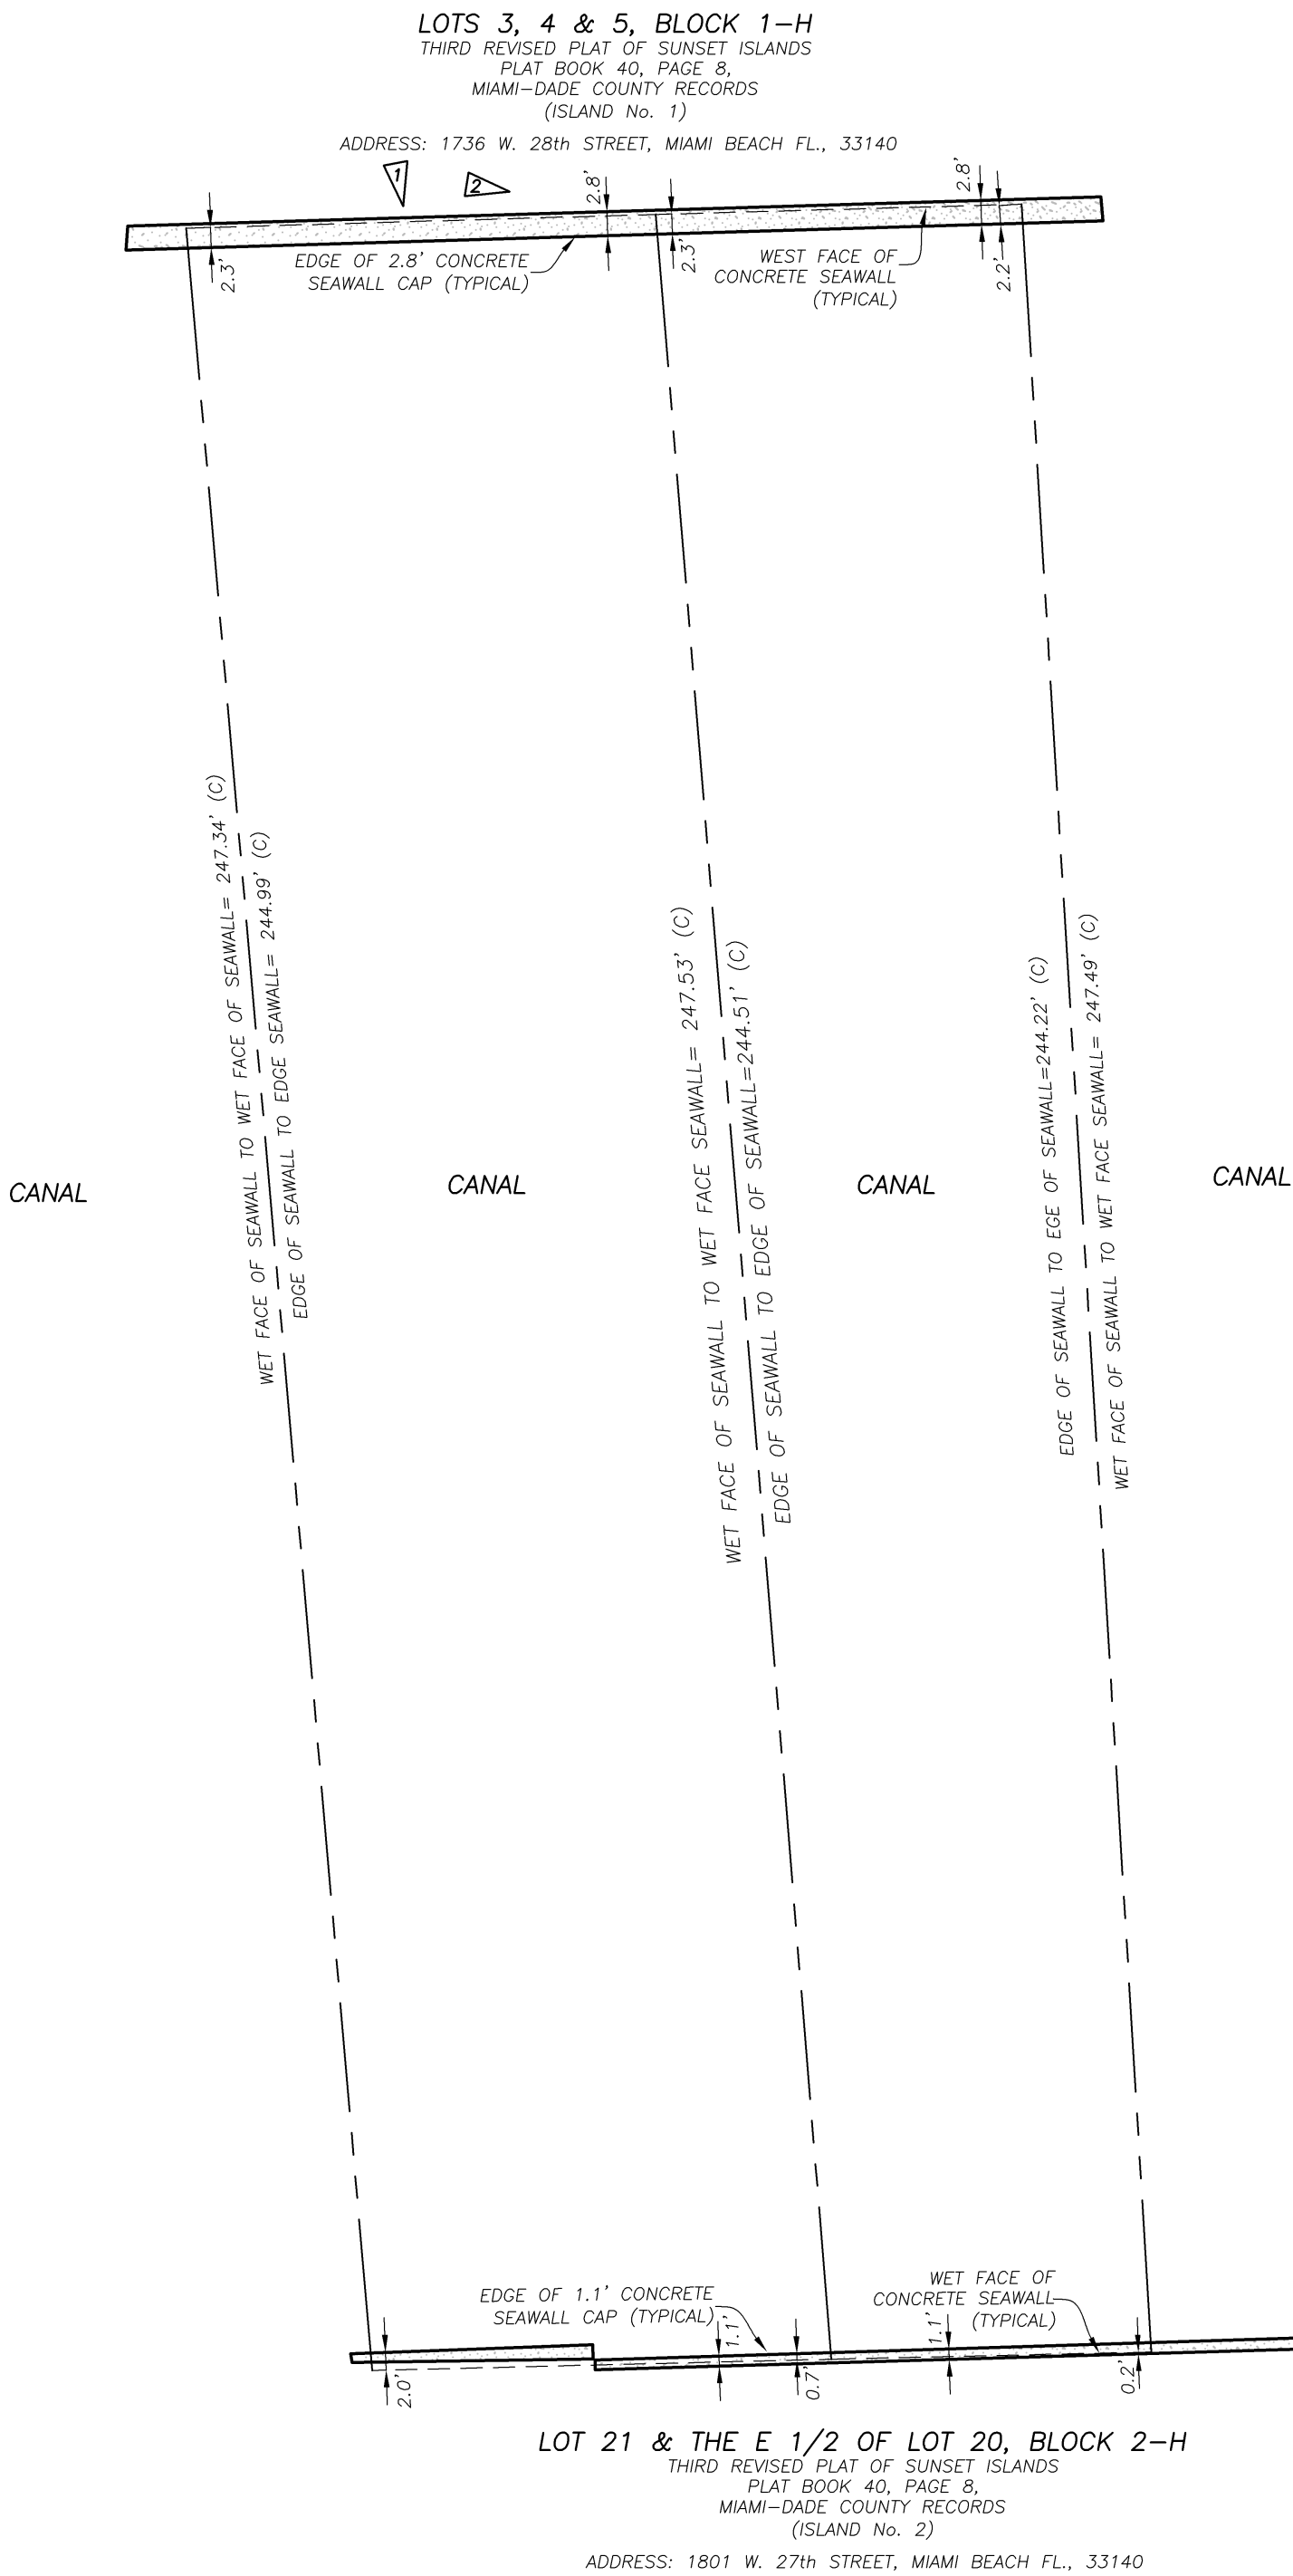 LOTS 3, 4 & 5, BLOCK 1-H
THIRD REVISED PLAT OF SUNSET ISLANDS
PLAT BOOK 40, PAGE 8,
MIAMI-DADE COUNTY RECORDS
(ISLAND No. 1)
ADDRESS: 1736 W. 28th STREET, MIAMI BEACH FL., 33140
1
2
2.8'
2.8'
2.3'
EDGE OF 2.8' CONCRETE
SEAWALL CAP (TYPICAL)
2.3'
WEST FACE OF
CONCRETE SEAWALL
(TYPICAL)
2.2'
WET FACE OF SEAWALL TO WET FACE OF SEAWALL= 247.34' (C)
EDGE OF SEAWALL TO EDGE SEAWALL= 244.99' (C)
WET FACE OF SEAWALL TO WET FACE SEAWALL= 247.53' (C)
EDGE OF SEAWALL TO EDGE OF SEAWALL=244.51' (C)
EDGE OF SEAWALL TO EGE OF SEAWALL=244.22' (C)
WET FACE OF SEAWALL TO WET FACE SEAWALL= 247.49' (C)
CANAL
CANAL
CANAL
CANAL
EDGE OF 1.1' CONCRETE
SEAWALL CAP (TYPICAL)
1.1'
WET FACE OF
CONCRETE SEAWALL
(TYPICAL)
1.1'
2.0'
0.7'
0.2'
LOT 21 & THE E 1/2 OF LOT 20, BLOCK 2-H
THIRD REVISED PLAT OF SUNSET ISLANDS
PLAT BOOK 40, PAGE 8,
MIAMI-DADE COUNTY RECORDS
(ISLAND No. 2)
ADDRESS: 1801 W. 27th STREET, MIAMI BEACH FL., 33140